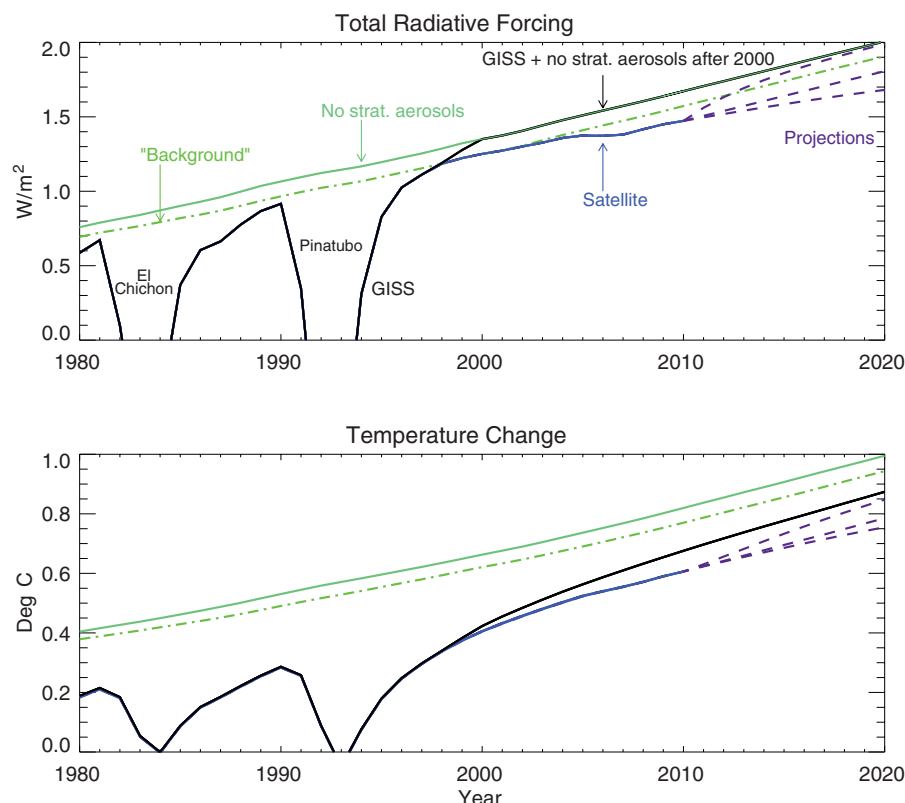 Total Radiative Forcing
2.0
1.5
1.0
0.5
0.0
W/m²
GISS + no strat. aerosols after 2000
No strat. aerosols
"Background"
Projections
Satellite
Pinatubo
El
Chichon
GISS
1980
1990
2000
2010
2020
Temperature Change
1.0
0.8
0.6
0.4
0.2
0.0
Deg C
1980
1990
2000
2010
2020
Year